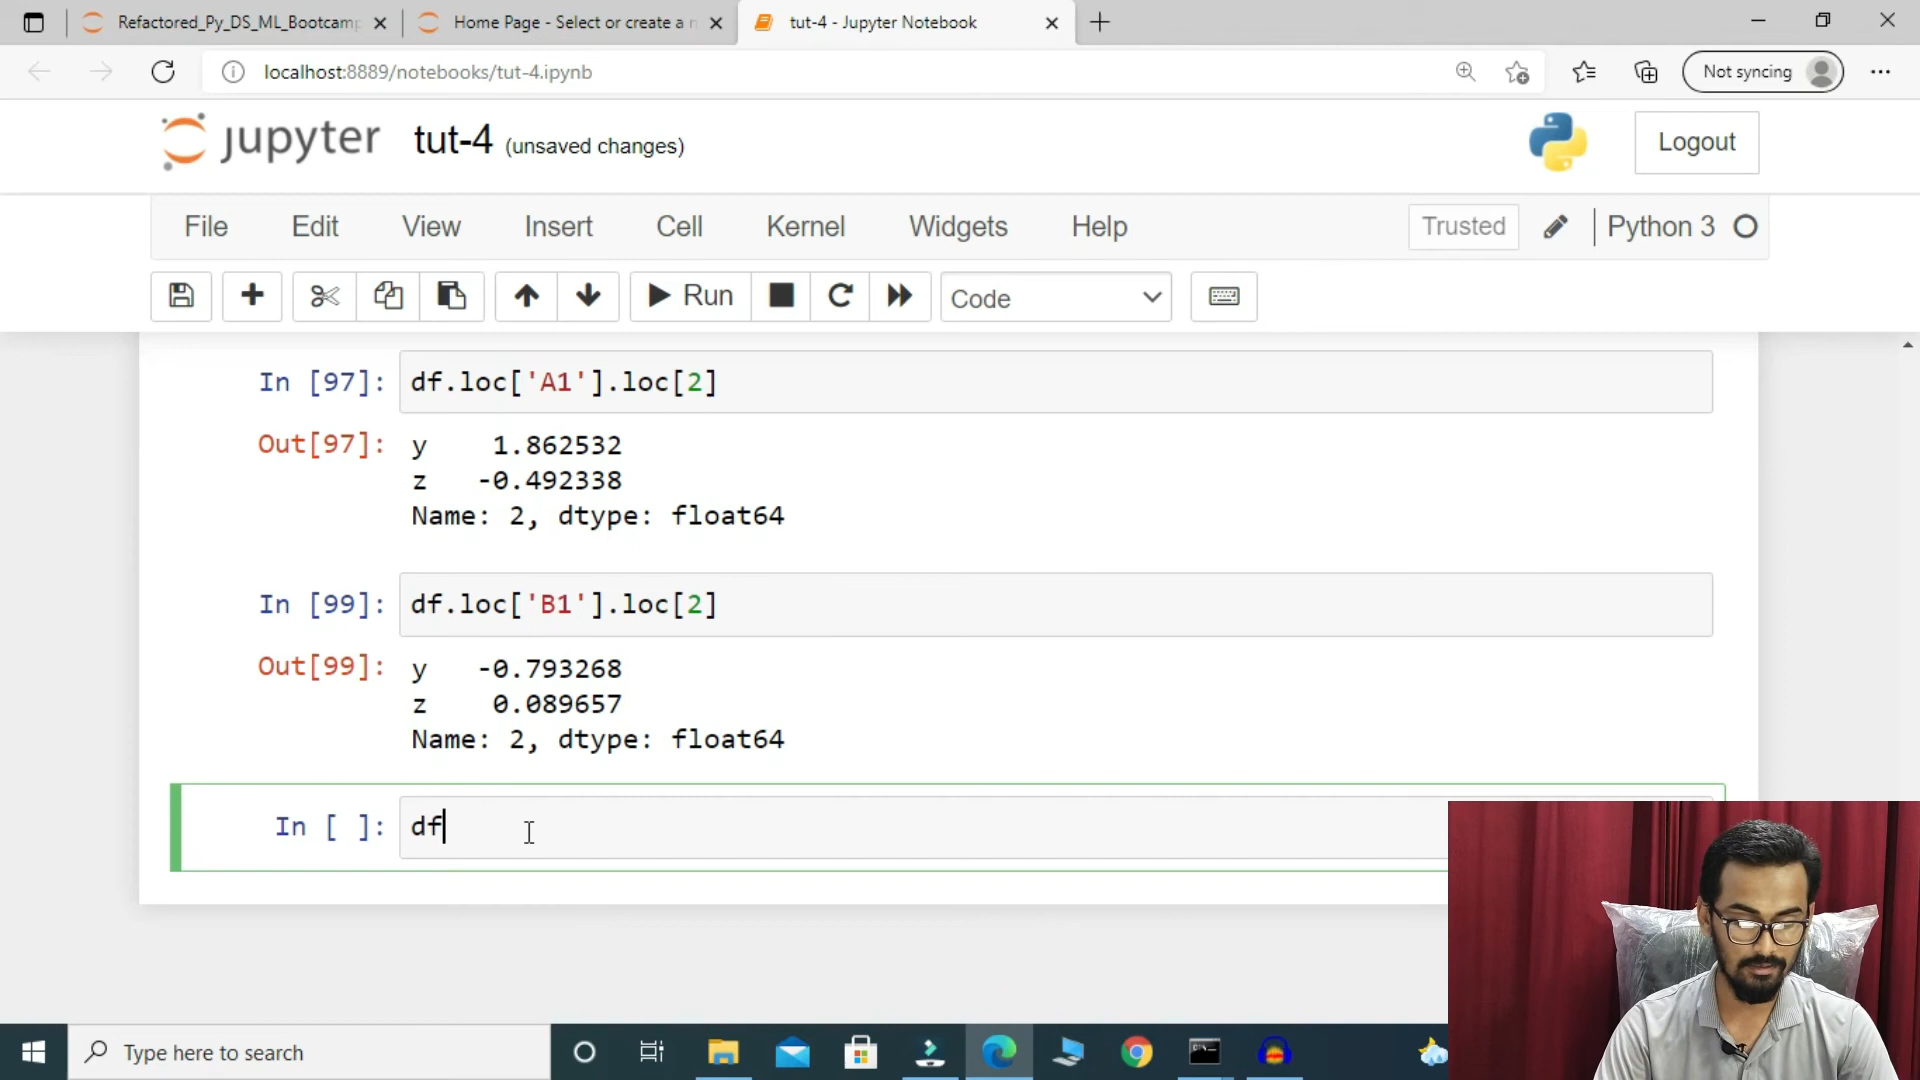 Refactored_Py_DS_ML_Bootcamp
Home Page - Select or create a n
tut-4 - Jupyter Notebook
localhost:8889/notebooks/tut-4.ipynb
Not syncing
jupyter
tut-4 (unsaved changes)
Logout
File Edit View Insert Cell Kernel Widgets Help
Trusted
Python 3
Run
Code
In [97]: df.loc['A1'].loc[2]
Out[97]: y 1.862532
z -0.492338
Name: 2, dtype: float64
In [99]: df.loc['B1'].loc[2]
Out[99]: y -0.793268
z 0.089657
Name: 2, dtype: float64
In [ ]: df
Type here to search